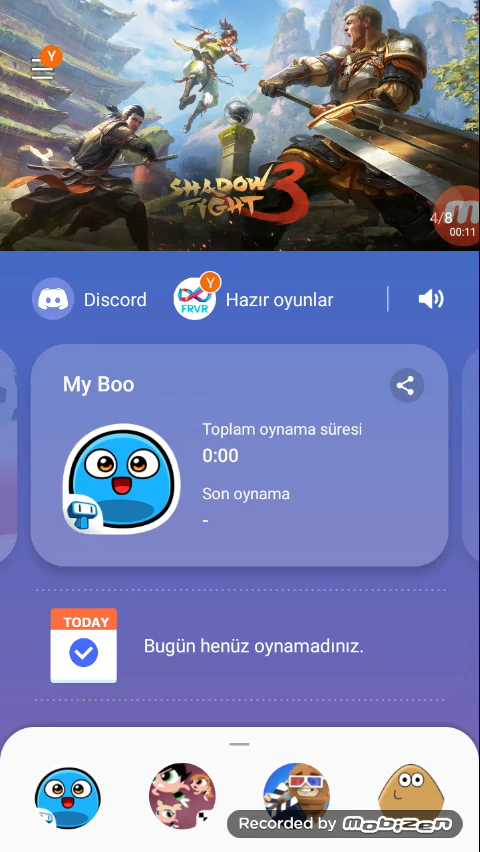 Y
SHADOW
FIGHT 3
4/8
00:11
Discord
Y
FRVR
Hazır oyunlar
My Boo
Toplam oynama süresi
0:00
Son oynama
-
TODAY
Bugün henüz oynamadınız.
Recorded by mobizen